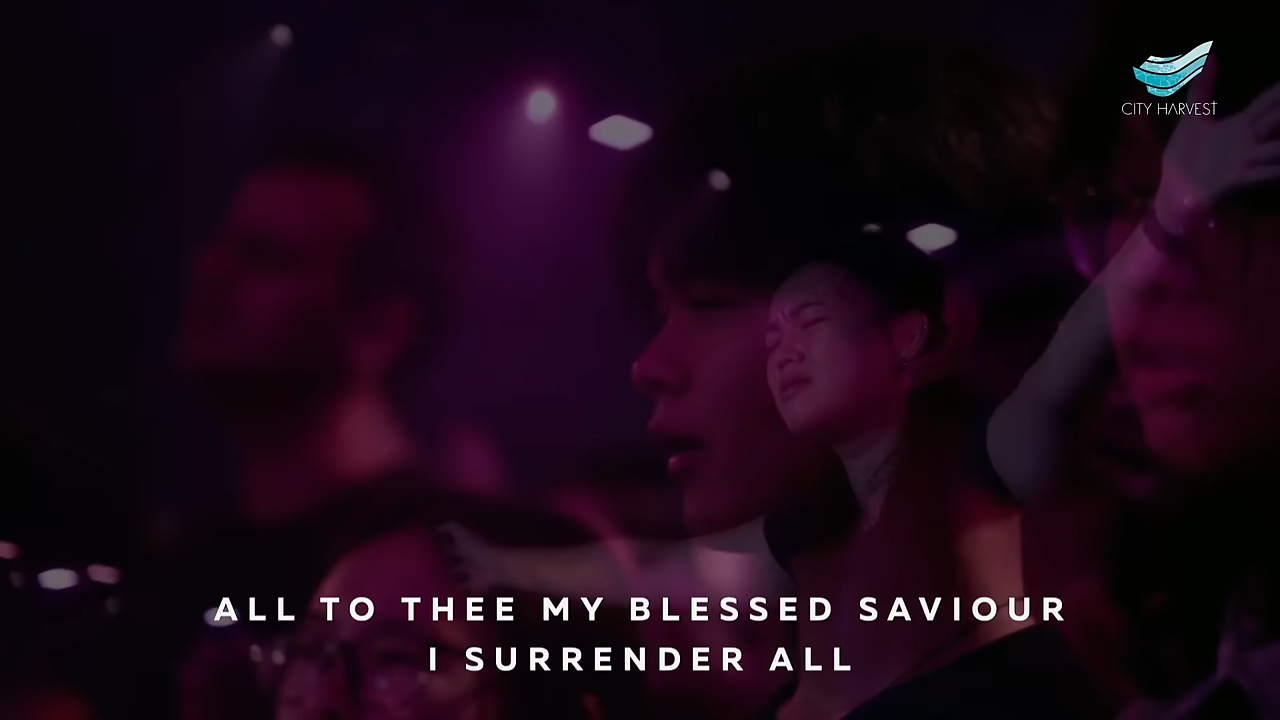 CITY HARVEST
ALL TO THEE MY BLESSED SAVIOUR
I SURRENDER ALL